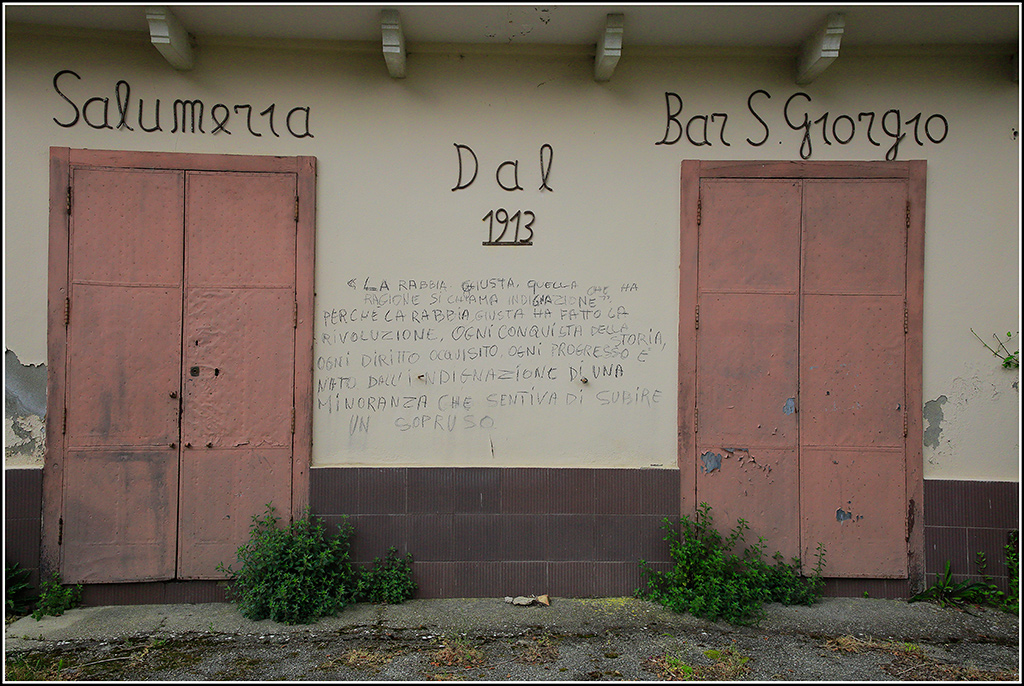 Salumeria
Bar S. Giorgio
Dal
1913
“LA RABBIA GIUSTA, QUELLA CHE HA
RAGIONE SI CHIAMA INDIGNAZIONE”.
PERCHÉ LA RABBIA GIUSTA HA FATTO LA
RIVOLUZIONE, OGNI CONQUISTA DELLA
STORIA,
OGNI DIRITTO ACQUISITO, OGNI PROGRESSO È
NATO DALL'INDIGNAZIONE DI UNA
MINORANZA CHE SENTIVA DI SUBIRE
UN SOPRUSO